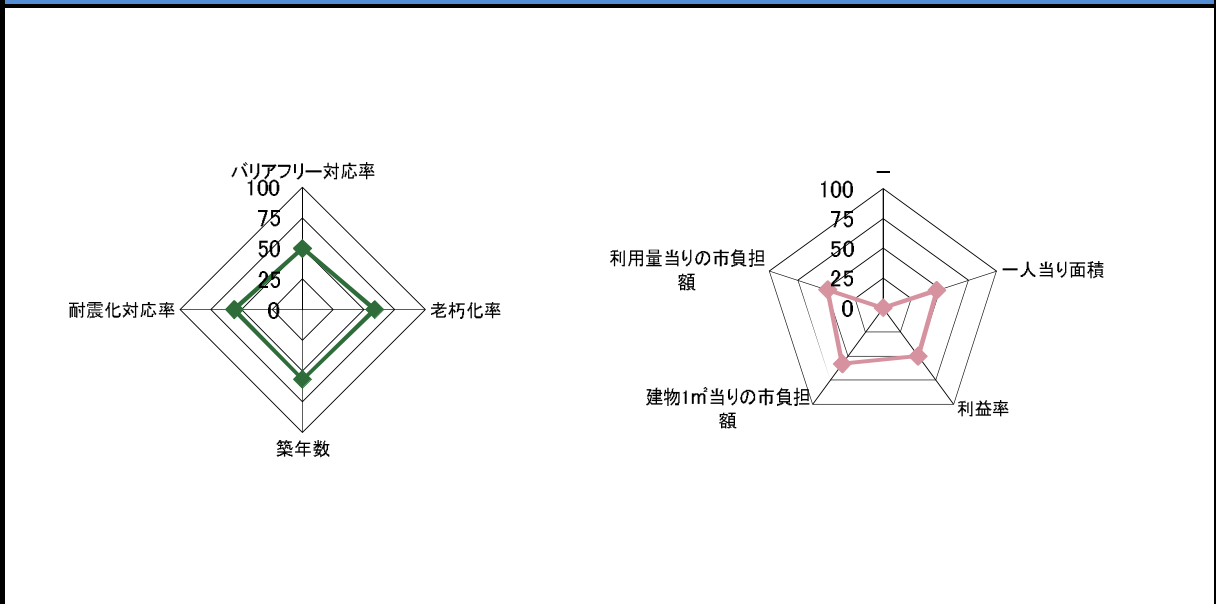 バリアフリー対応率
100
75
50
25
0
耐震化対応率
老朽化率
築年数
ー
100
75
50
25
0
利用量当りの市負担
額
一人当り面積
建物1㎡当りの市負担
額
利益率